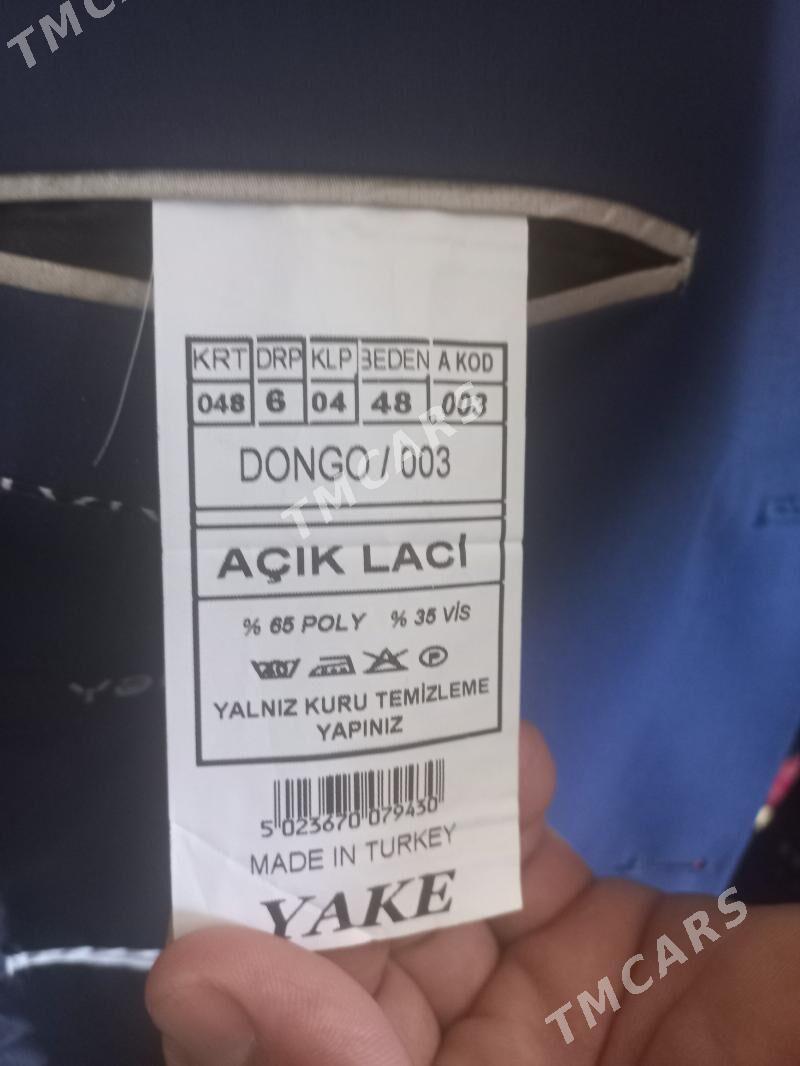 TMCARS
KRT DRP KLP BEDEN A KOD
048 6 04 48 003
DONGO / 003
TMCARS
AÇIK LACİ
% 65 POLY % 35 V/S
YALNIZ KURU TEMİZLEME
YAPINIZ
5 023670 079430
MADE IN TURKEY
YAKE
TMCARS